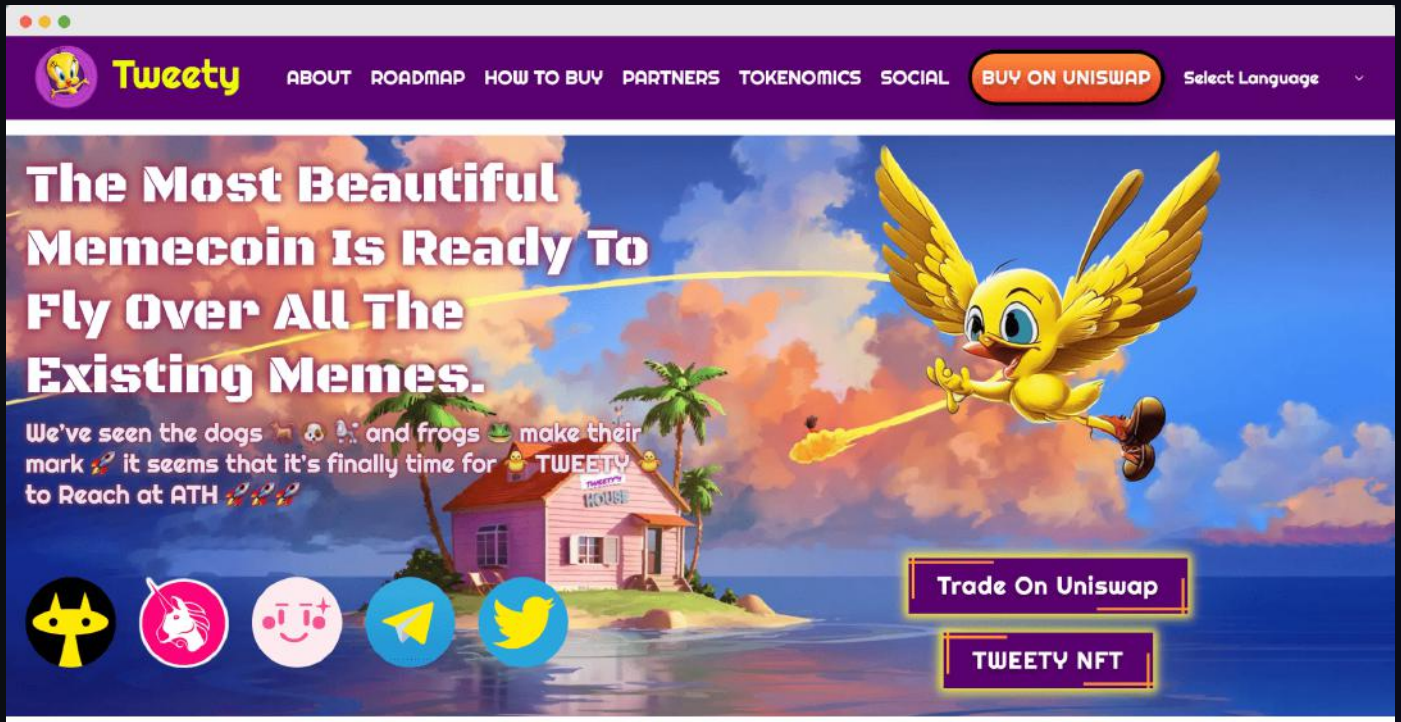 Tweety
ABOUT ROADMAP HOW TO BUY PARTNERS TOKENOMICS SOCIAL BUY ON UNISWAP Select Language
The Most Beautiful
Memecoin Is Ready To
Fly Over All The
Existing Memes.
We've seen the dogs 🐕 🐶 🐩 and frogs 🐸 make their
mark 🚀 it seems that it's finally time for 🐥 TWEETY 🐥
to Reach at ATH 🚀🚀🚀
TWEETY'S
HOUSE
Trade On Uniswap
TWEETY NFT